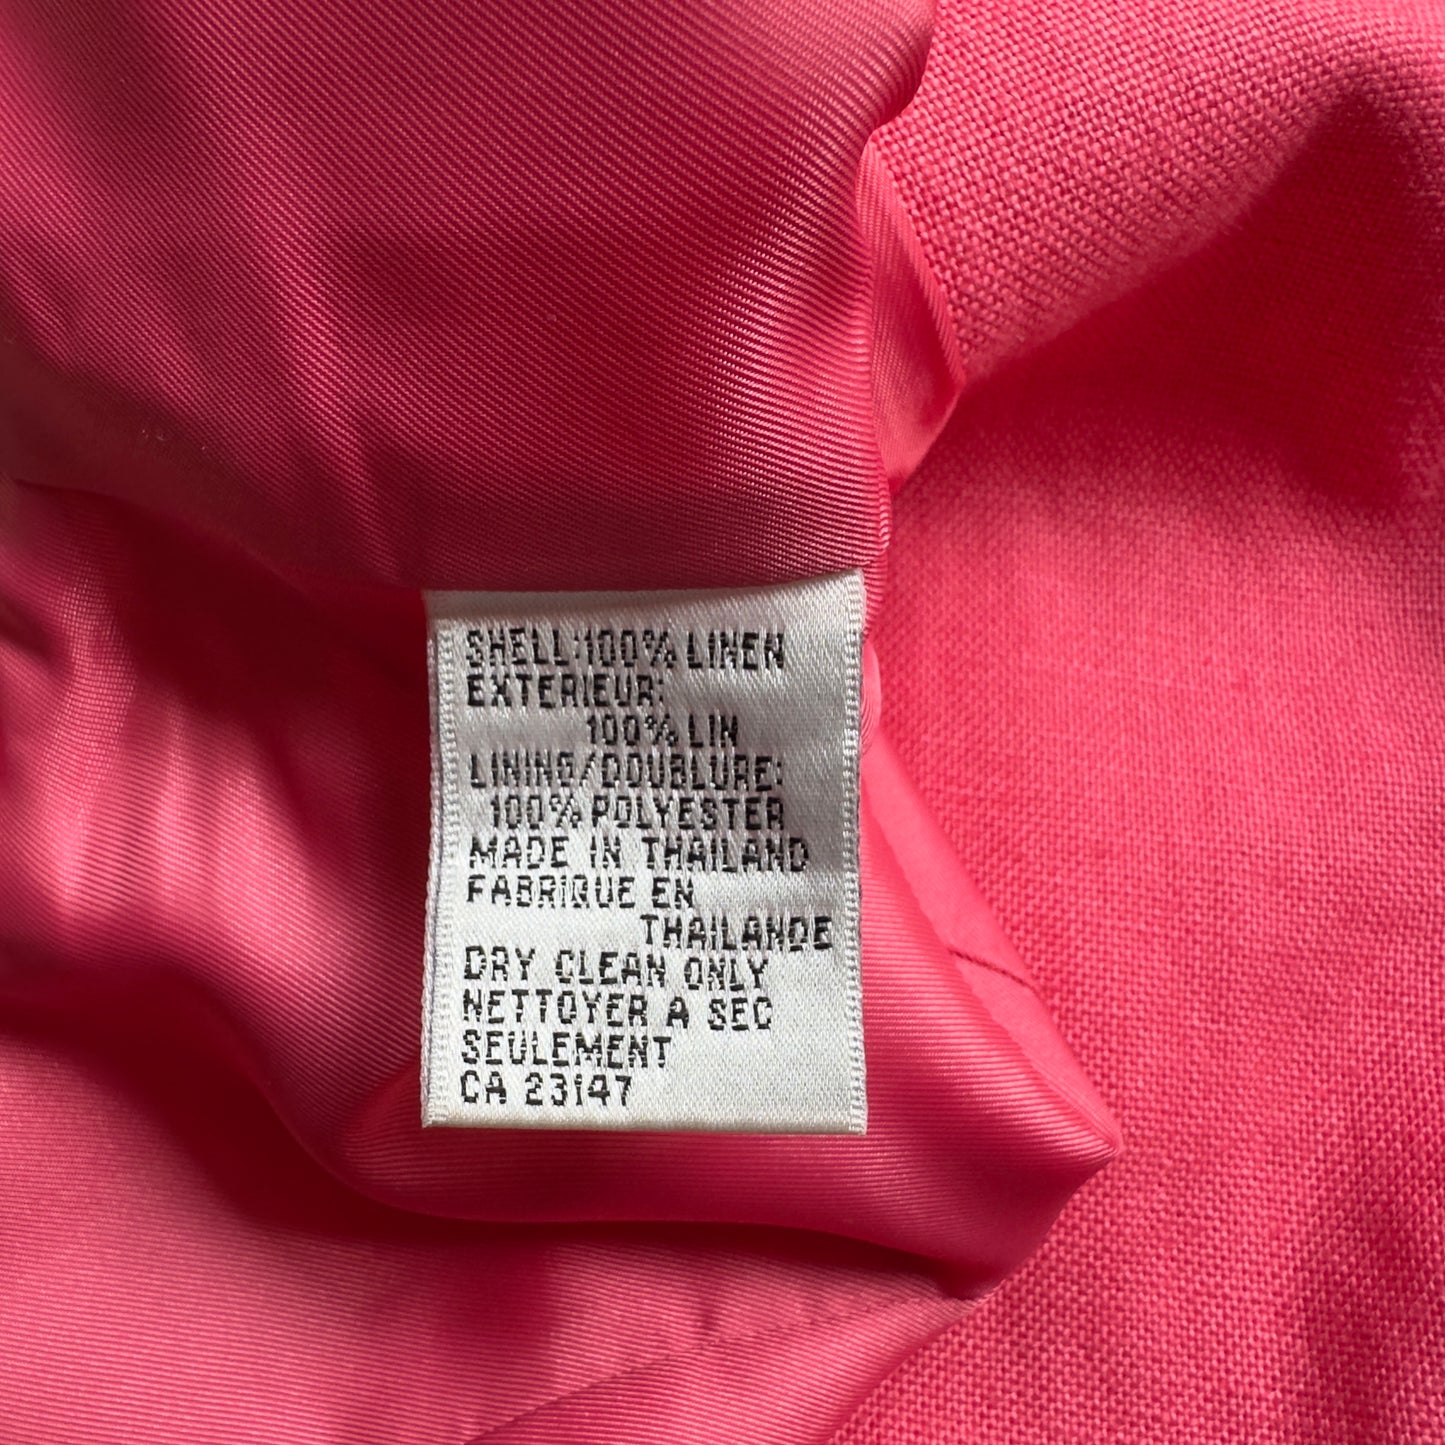 SHELL:100% LINEN
EXTERIEUR:
100% LIN
LINING/DOUBLURE:
100% POLYESTER
MADE IN THAILAND
FABRIQUE EN
THAILANDE
DRY CLEAN ONLY
NETTOYER A SEC
SEULEMENT
CA 23147